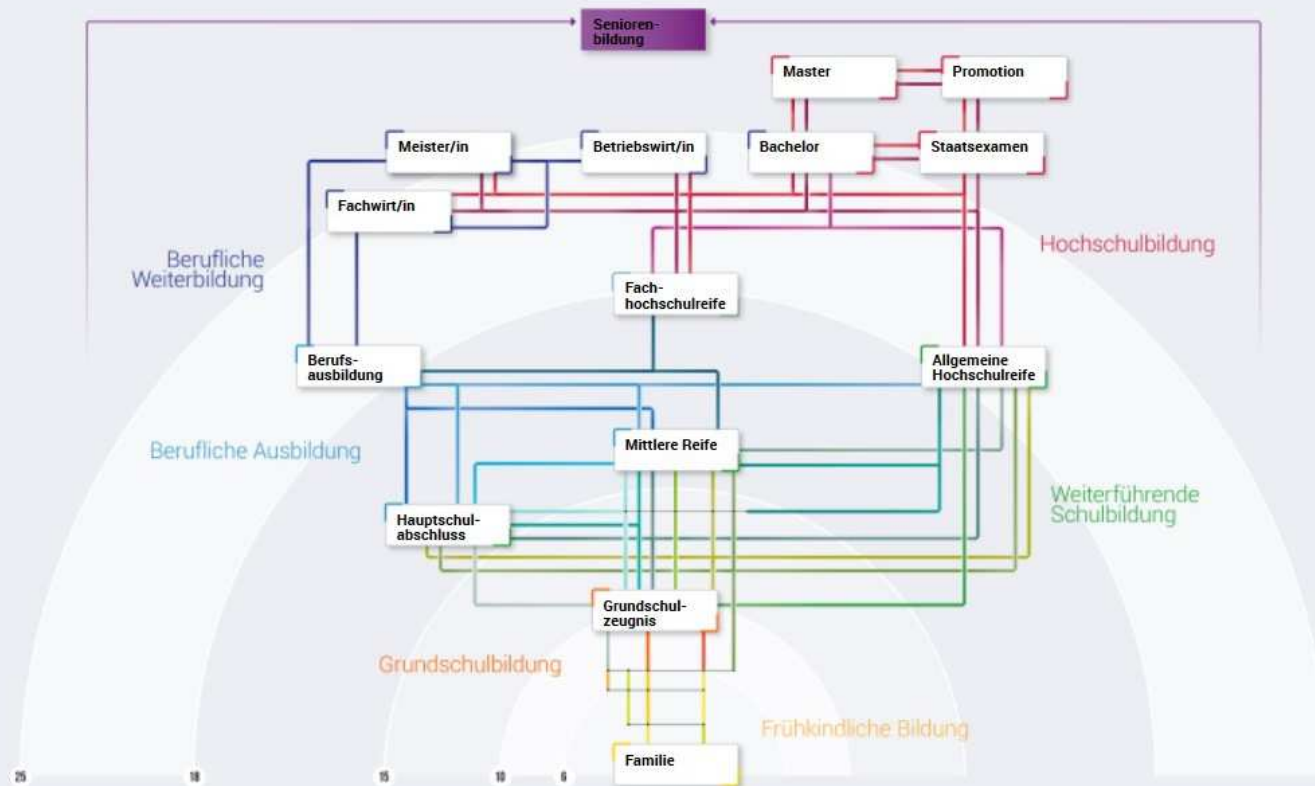 Senioren-
bildung
Master
Promotion
Meister/in
Betriebswirt/in
Bachelor
Staatsexamen
Fachwirt/in
Berufliche
Weiterbildung
Hochschulbildung
Fach-
hochschulreife
Berufs-
ausbildung
Allgemeine
Hochschulreife
Berufliche Ausbildung
Mittlere Reife
Weiterführende
Schulbildung
Hauptschul-
abschluss
Grundschul-
zeugnis
Grundschulbildung
Frühkindliche Bildung
Familie
25
18
15
10
6